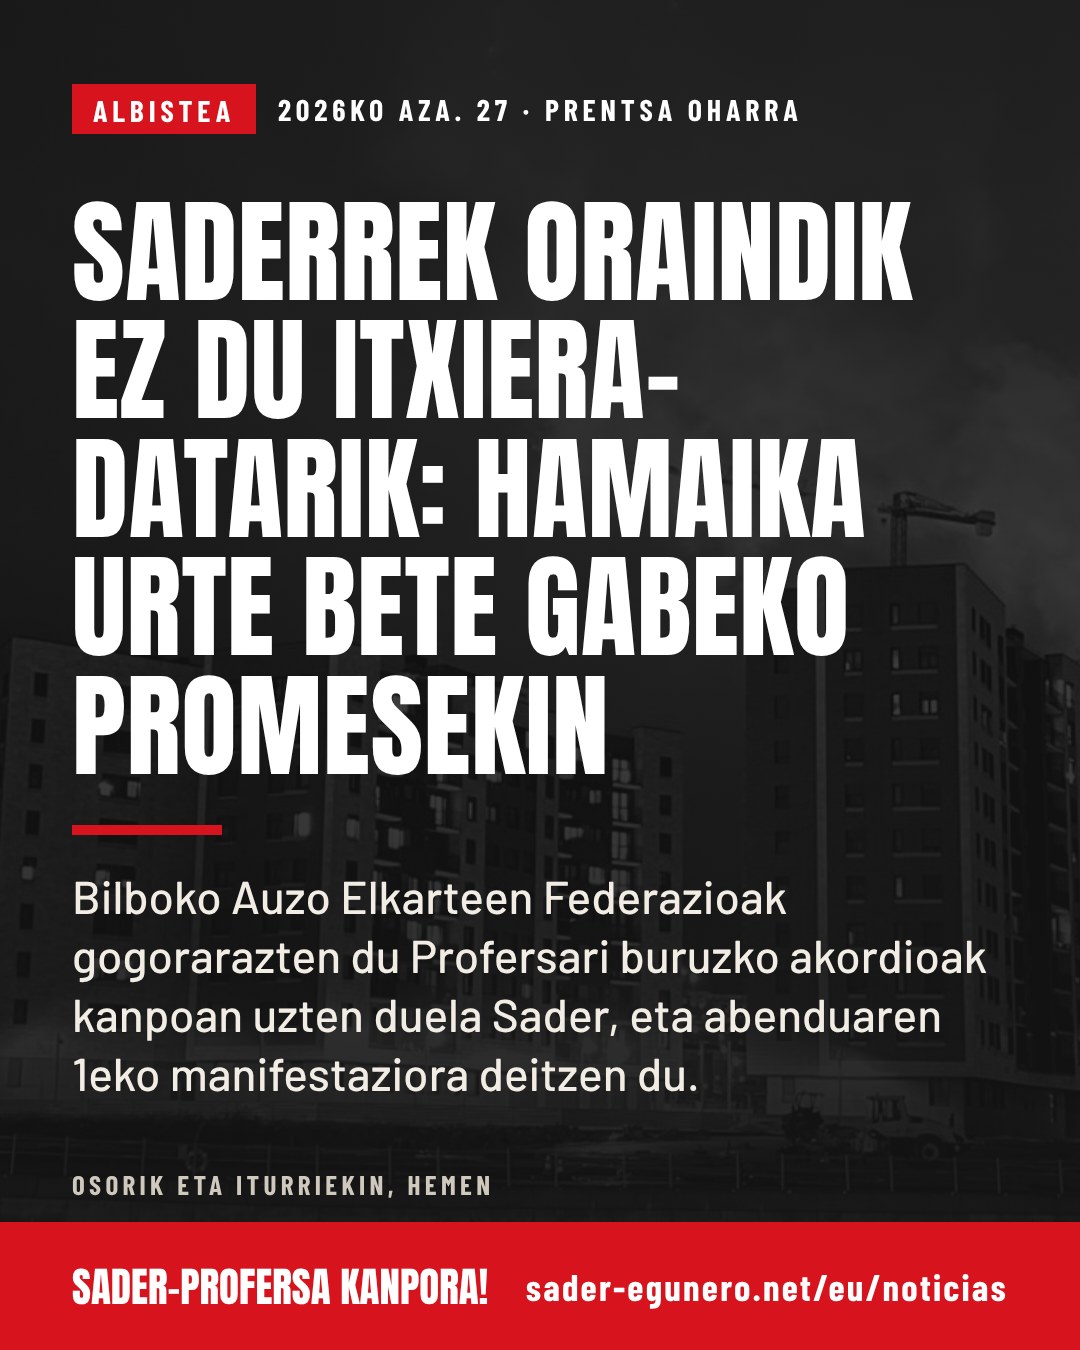 ALBISTEA
2026KO AZA. 27 · PRENTSA OHARRA
SADERREK ORAINDIK
EZ DU ITXIERA-
DATARIK: HAMAIKA
URTE BETE GABEKO
PROMESEKIN
Bilboko Auzo Elkarteen Federazioak
gogorarazten du Profersari buruzko akordioak
kanpoan uzten duela Sader, eta abenduaren
1eko manifestaziora deitzen du.
OSORIK ETA ITURRIEKIN, HEMEN
SADER-PROFERSA KANPORA!
sader-egunero.net/eu/noticias